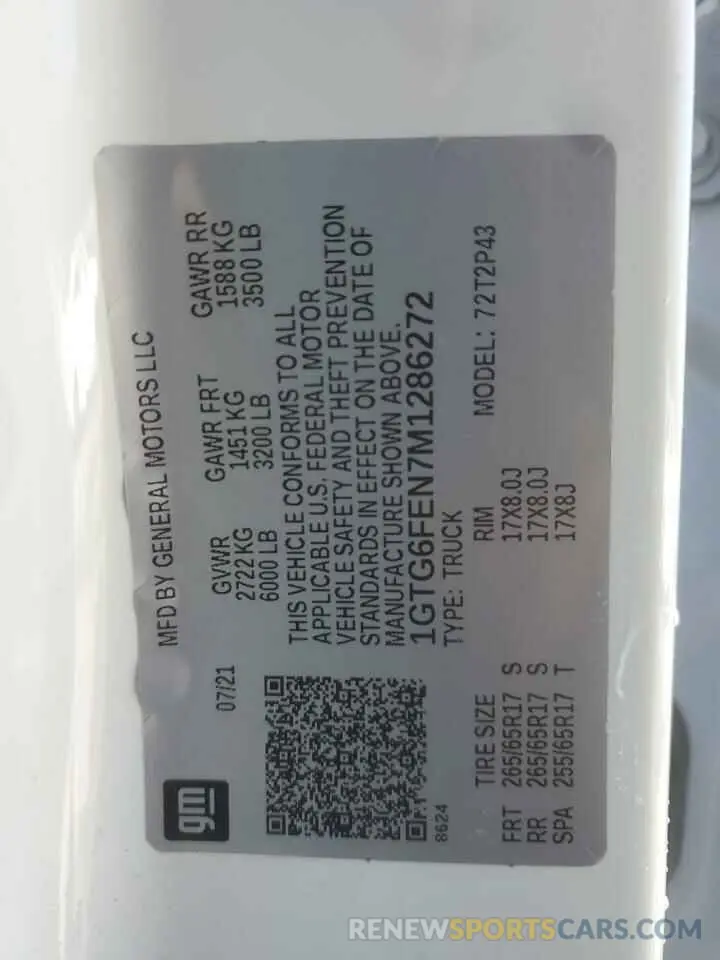 gm
07/21
MFD BY GENERAL MOTORS LLC
GVWR GAWR FRT GAWR RR
2722 KG 1451 KG 1588 KG
6000 LB 3200 LB 3500 LB
THIS VEHICLE CONFORMS TO ALL
APPLICABLE U.S. FEDERAL MOTOR
VEHICLE SAFETY AND THEFT PREVENTION
STANDARDS IN EFFECT ON THE DATE OF
MANUFACTURE SHOWN ABOVE.
1GTG6FEN7M1286272
8624
TYPE: TRUCK MODEL: 72T2P43
TIRE SIZE RIM
FRT 265/65R17 S 17X8.0J
RR 265/65R17 S 17X8.0J
SPA 255/65R17 T 17X8J
RENEWSPORTSCARS.COM